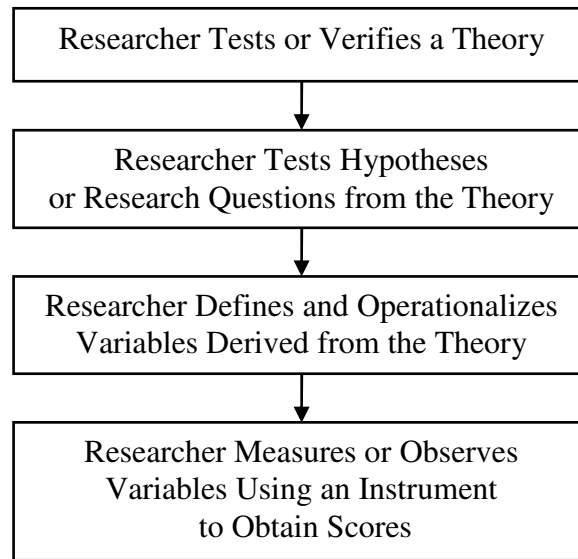 Researcher Tests or Verifies a Theory
Researcher Tests Hypotheses
or Research Questions from the Theory
Researcher Defines and Operationalizes
Variables Derived from the Theory
Researcher Measures or Observes
Variables Using an Instrument
to Obtain Scores